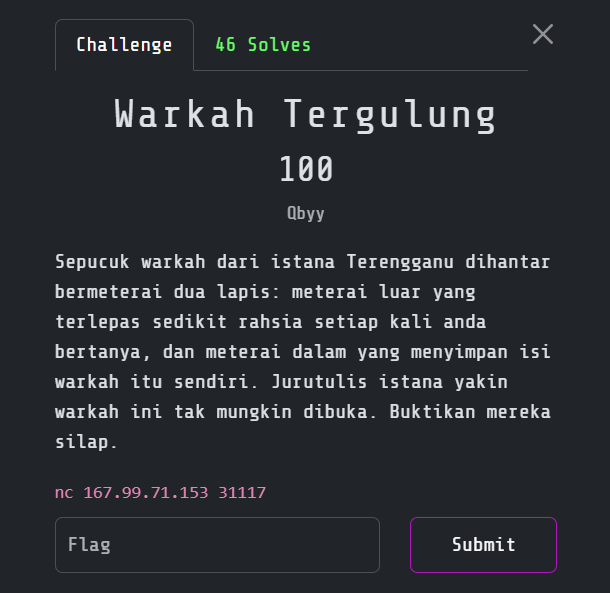 Challenge
46 Solves
Warkah Tergulung
100
Qbyy
Sepucuk warkah dari istana Terengganu dihantar
bermeterai dua lapis: meterai luar yang
terlepas sedikit rahsia setiap kali anda
bertanya, dan meterai dalam yang menyimpan isi
warkah itu sendiri. Jurutulis istana yakin
warkah ini tak mungkin dibuka. Buktikan mereka
silap.
nc 167.99.71.153 31117
Flag
Submit